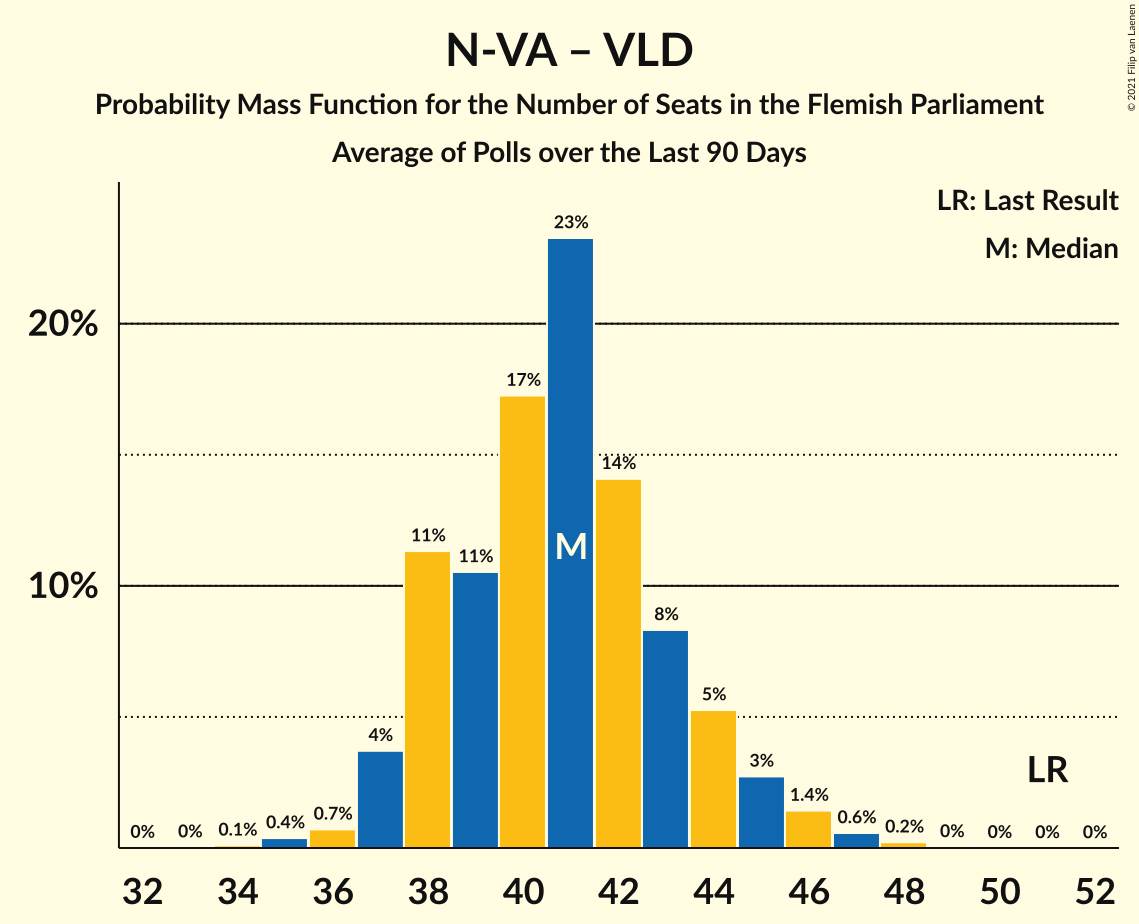 N-VA – VLD
Probability Mass Function for the Number of Seats in the Flemish Parliament
Average of Polls over the Last 90 Days
© 2021 Filip van Laenen
LR: Last Result
M: Median
20%
10%
0%
0%
0.1%
0.4%
0.7%
4%
11%
11%
17%
23%
14%
8%
5%
3%
1.4%
0.6%
0.2%
0%
0%
0%
0%
M
LR
32 34 36 38 40 42 44 46 48 50 52